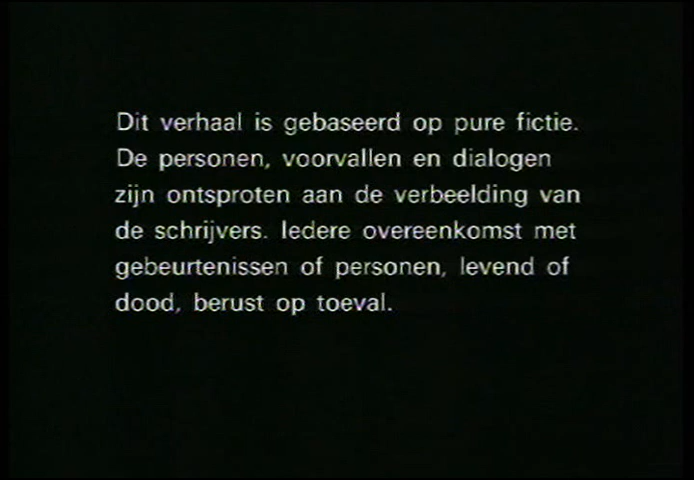 Dit verhaal is gebaseerd op pure fictie.
De personen, voorvallen en dialogen
zijn ontsproten aan de verbeelding van
de schrijvers. Iedere overeenkomst met
gebeurtenissen of personen, levend of
dood, berust op toeval.